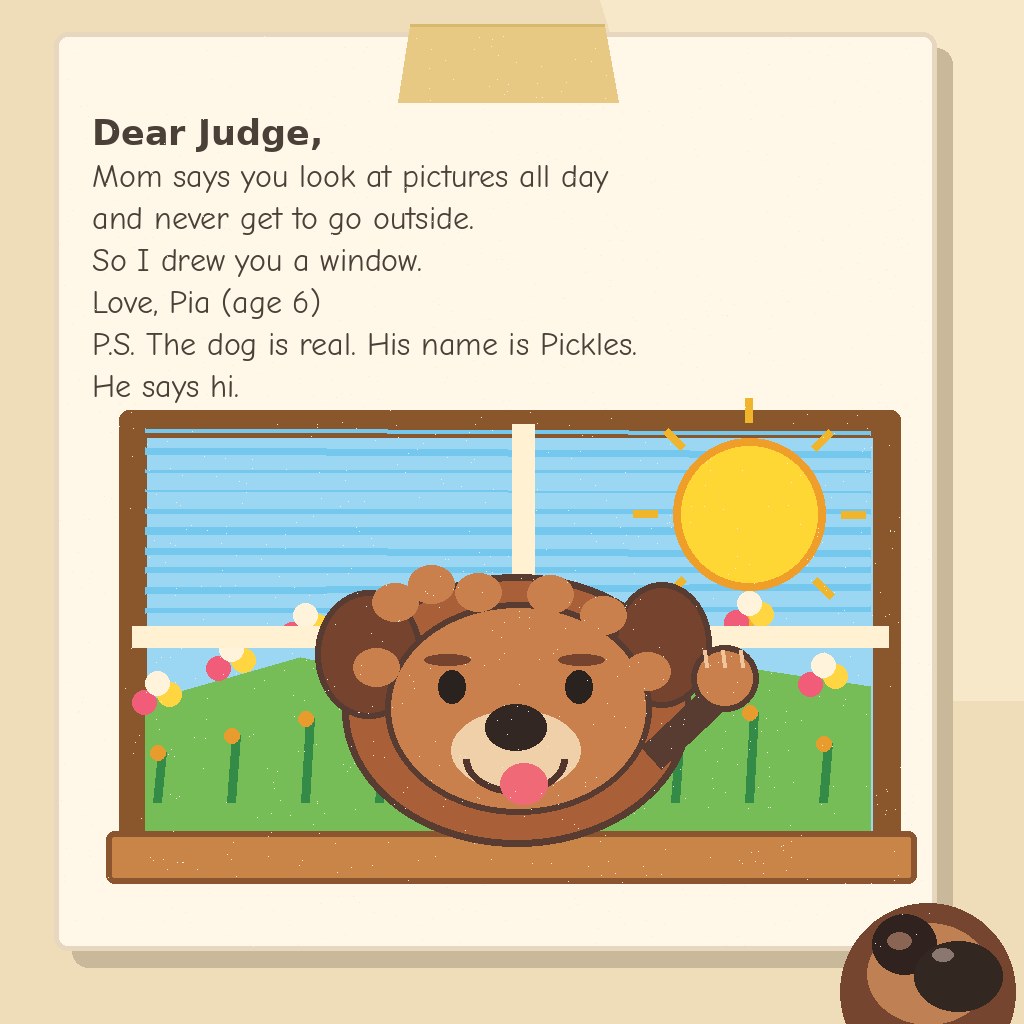 Dear Judge,
Mom says you look at pictures all day
and never get to go outside.
So I drew you a window.
Love, Pia (age 6)
P.S. The dog is real. His name is Pickles.
He says hi.